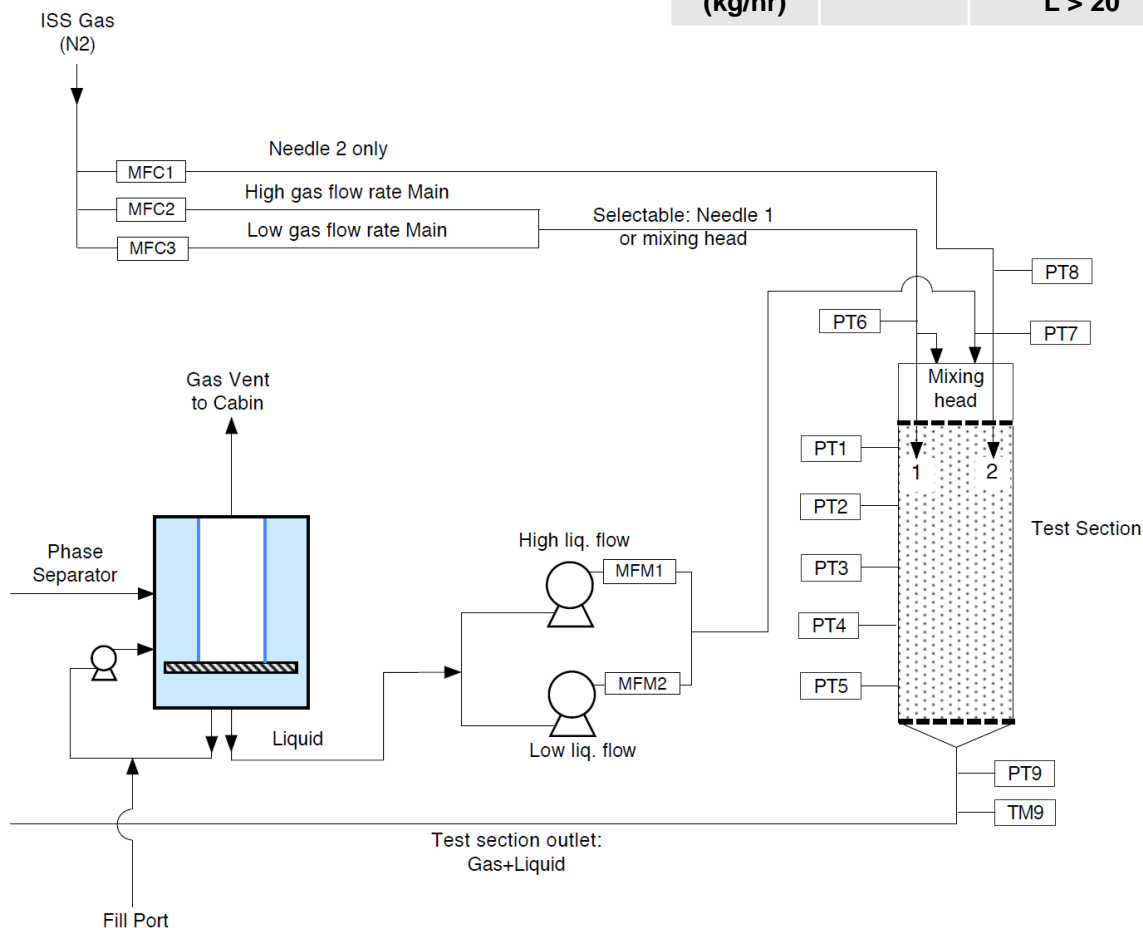 (kg/hr)
L > 20
ISS Gas
(N2)
Needle 2 only
MFC1
High gas flow rate Main
MFC2
Low gas flow rate Main
MFC3
Selectable: Needle 1
or mixing head
PT8
PT6
PT7
Mixing
head
Gas Vent
to Cabin
PT1
1
2
PT2
Test Section
High liq. flow
MFM1
Phase
Separator
PT3
PT4
MFM2
PT5
Liquid
Low liq. flow
PT9
TM9
Test section outlet:
Gas+Liquid
Fill Port